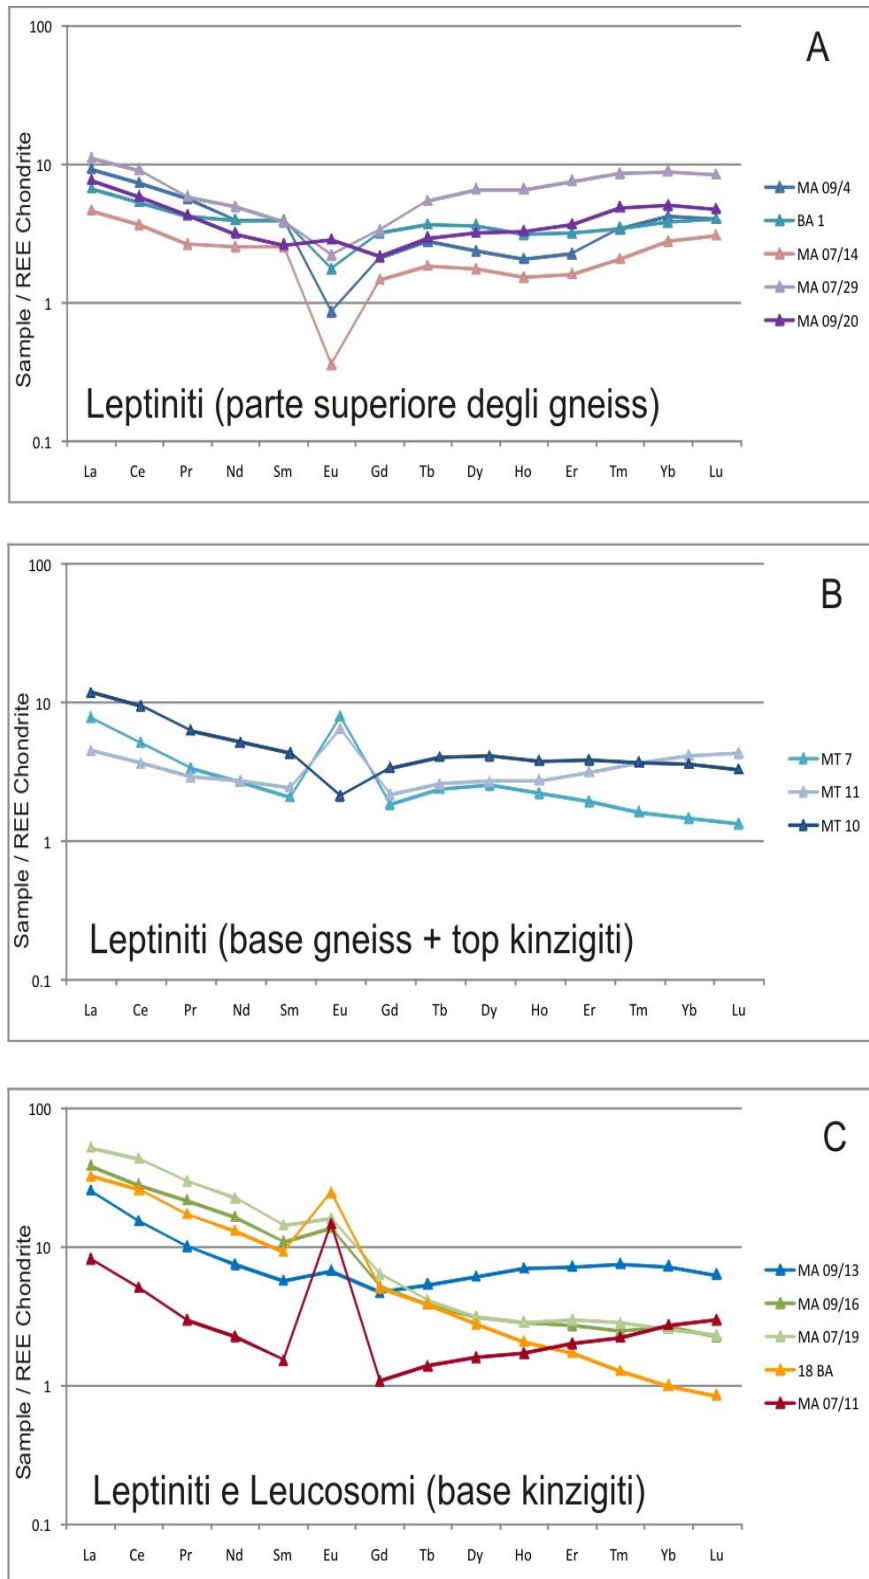 A
Sample / REE Chondrite
100
10
1
0.1
La Ce Pr Nd Sm Eu Gd Tb Dy Ho Er Tm Yb Lu
Leptiniti (parte superiore degli gneiss)
MA 09/4
BA 1
MA 07/14
MA 07/29
MA 09/20
B
Sample / REE Chondrite
100
10
1
0.1
La Ce Pr Nd Sm Eu Gd Tb Dy Ho Er Tm Yb Lu
Leptiniti (base gneiss + top kinzigiti)
MT 7
MT 11
MT 10
C
Sample / REE Chondrite
100
10
1
0.1
La Ce Pr Nd Sm Eu Gd Tb Dy Ho Er Tm Yb Lu
Leptiniti e Leucosomi (base kinzigiti)
MA 09/13
MA 09/16
MA 07/19
18 BA
MA 07/11